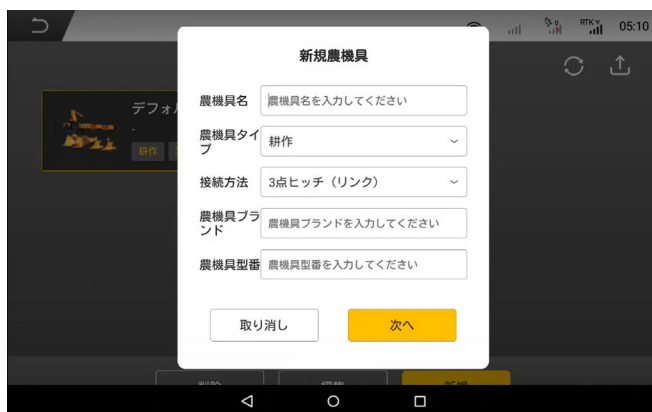 RTK
05:10
新規農機具
デフォ
-
耕作
農機具名
農機具名を入力してください
農機具タイ
プ
耕作
接続方法
3点ヒッチ（リンク）
農機具ブラ
ンド
農機具ブランドを入力してください
農機具型番
農機具型番を入力してください
取り消し
次へ